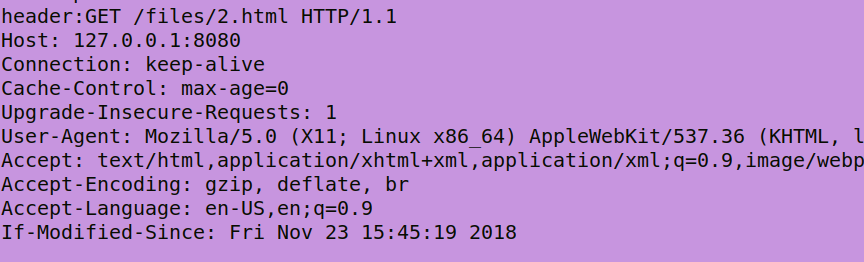 header:GET /files/2.html HTTP/1.1
Host: 127.0.0.1:8080
Connection: keep-alive
Cache-Control: max-age=0
Upgrade-Insecure-Requests: 1
User-Agent: Mozilla/5.0 (X11; Linux x86_64) AppleWebKit/537.36 (KHTML, l
Accept: text/html,application/xhtml+xml,application/xml;q=0.9,image/webp
Accept-Encoding: gzip, deflate, br
Accept-Language: en-US,en;q=0.9
If-Modified-Since: Fri Nov 23 15:45:19 2018